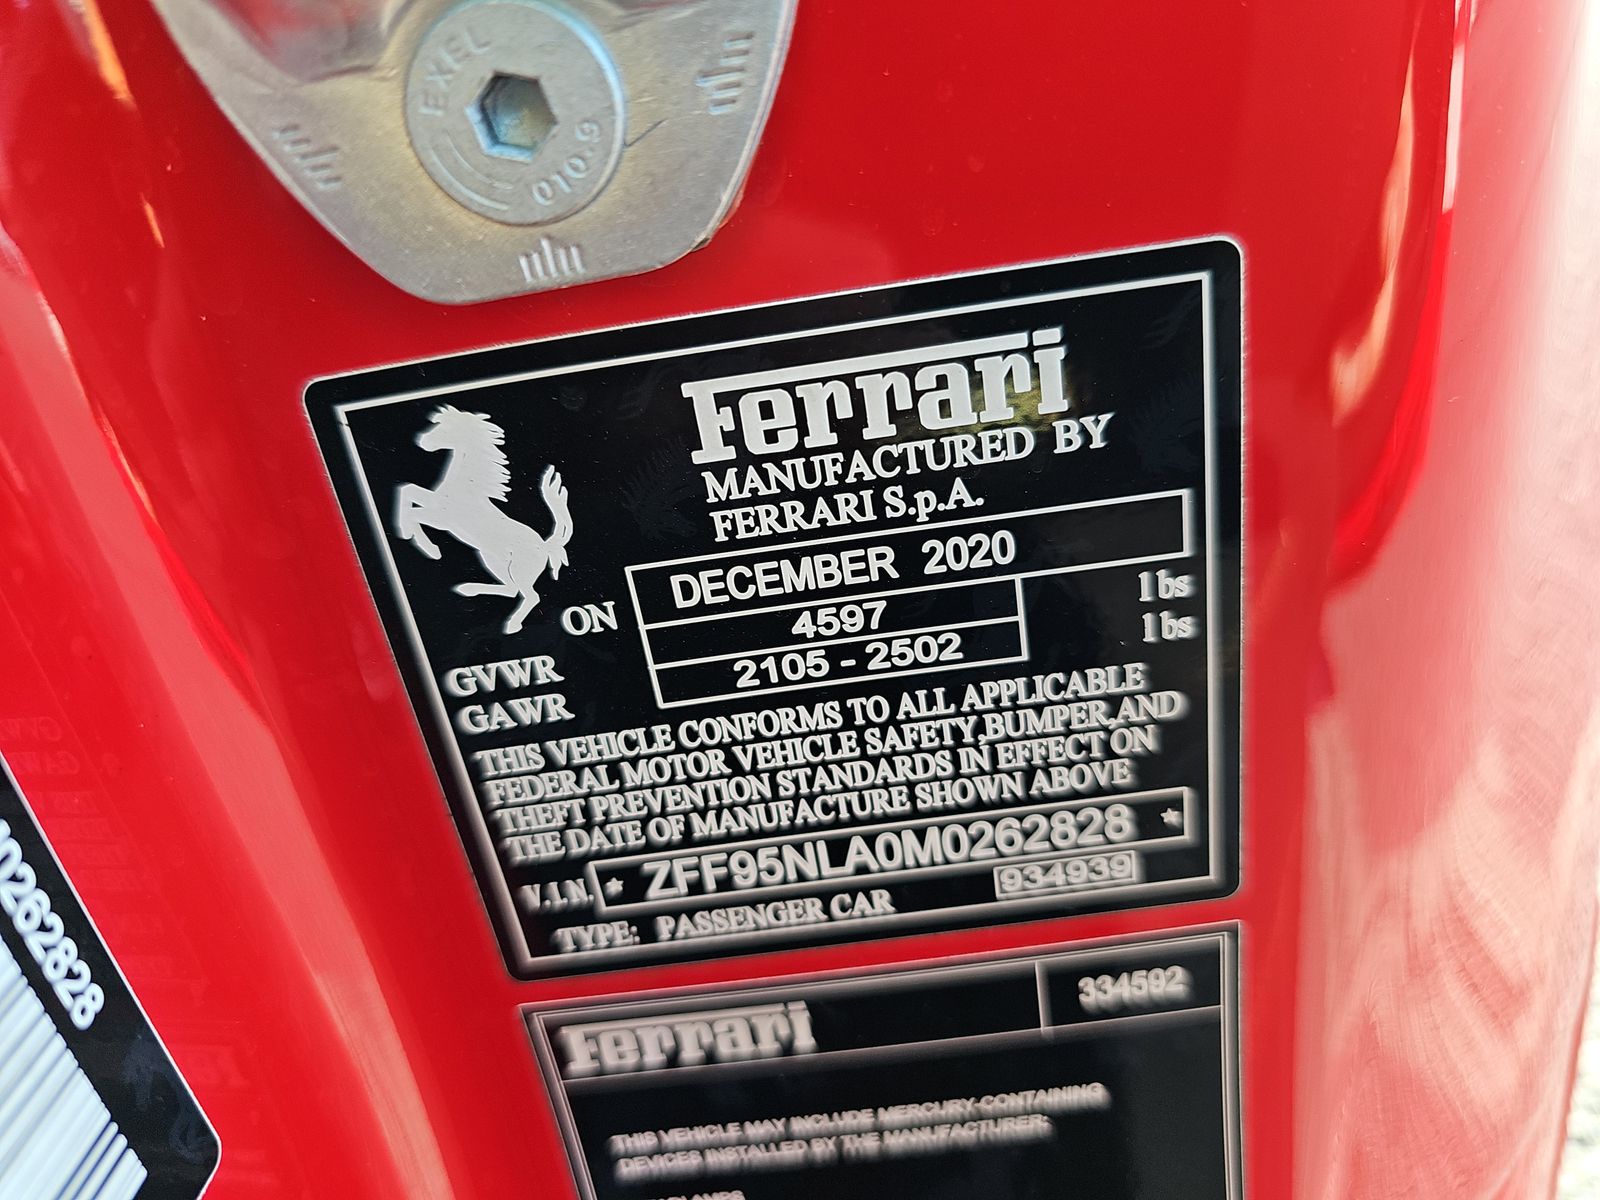 EXEL
010.9
Ferrari
MANUFACTURED BY
FERRARI S.p.A.
ON DECEMBER 2020
GVWR 4597 lbs
GAWR 2105 - 2502 lbs
THIS VEHICLE CONFORMS TO ALL APPLICABLE
FEDERAL MOTOR VEHICLE SAFETY,BUMPER,AND
THEFT PREVENTION STANDARDS IN EFFECT ON
THE DATE OF MANUFACTURE SHOWN ABOVE
V.I.N. * ZFF95NLA0M0262828 *
TYPE: PASSENGER CAR 934939
Ferrari 334592
THIS VEHICLE MAY INCLUDE MERCURY-CONTAINING
DEVICES INSTALLED BY THE MANUFACTURER:
0262828